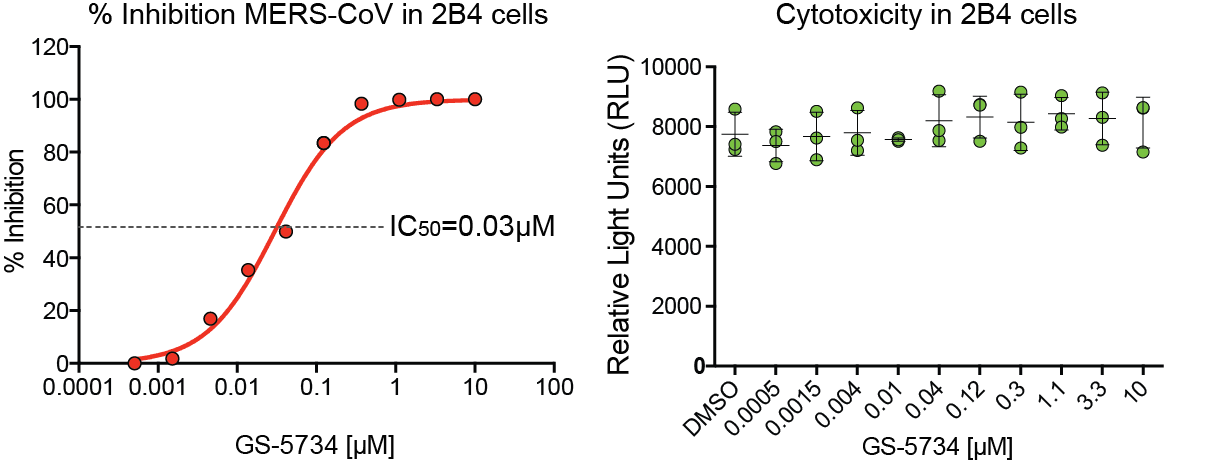 % Inhibition MERS-CoV in 2B4 cells
120
100
80
60
40
20
0
% Inhibition
IC50=0.03µM
0.0001 0.001 0.01 0.1 1 10 100
GS-5734 [µM]
Cytotoxicity in 2B4 cells
10000
8000
6000
4000
2000
0
Relative Light Units (RLU)
DMSO 0.0005 0.0015 0.004 0.01 0.04 0.12 0.3 1.1 3.3 10
GS-5734 [µM]